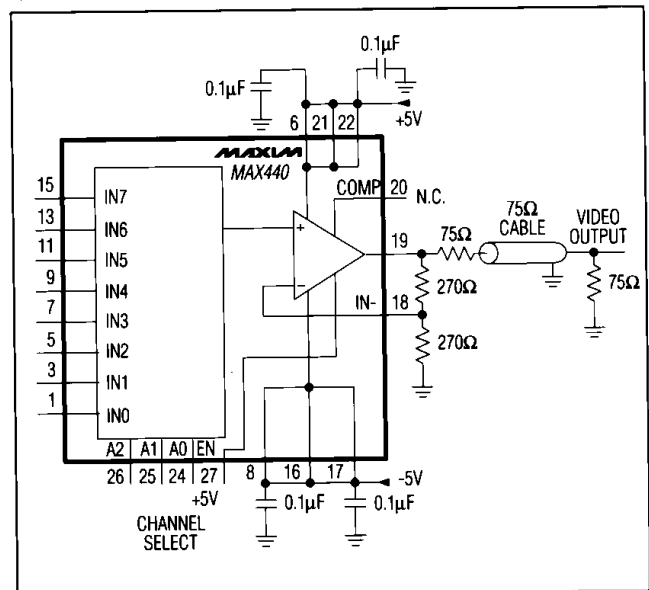 0.1µF
0.1µF
6 21 22
+5V
MAXIM
MAX440
COMP 20 N.C.
15 IN7
13 IN6
11 IN5
9 IN4
7 IN3
5 IN2
3 IN1
1 IN0
+
−
19
75Ω
75Ω
CABLE
VIDEO
OUTPUT
270Ω
75Ω
IN- 18
270Ω
A2 A1 A0 EN
26 25 24 27
+5V
8 16 17
-5V
0.1µF
0.1µF
CHANNEL
SELECT